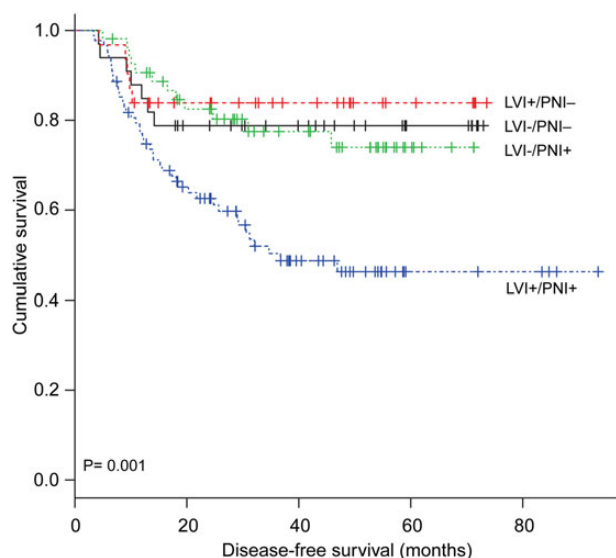 1.0
0.8
0.6
0.4
0.2
0.0
Cumulative survival
LVI+/PNI–
LVI-/PNI–
LVI-/PNI+
LVI+/PNI+
P= 0.001
0 20 40 60 80
Disease-free survival (months)